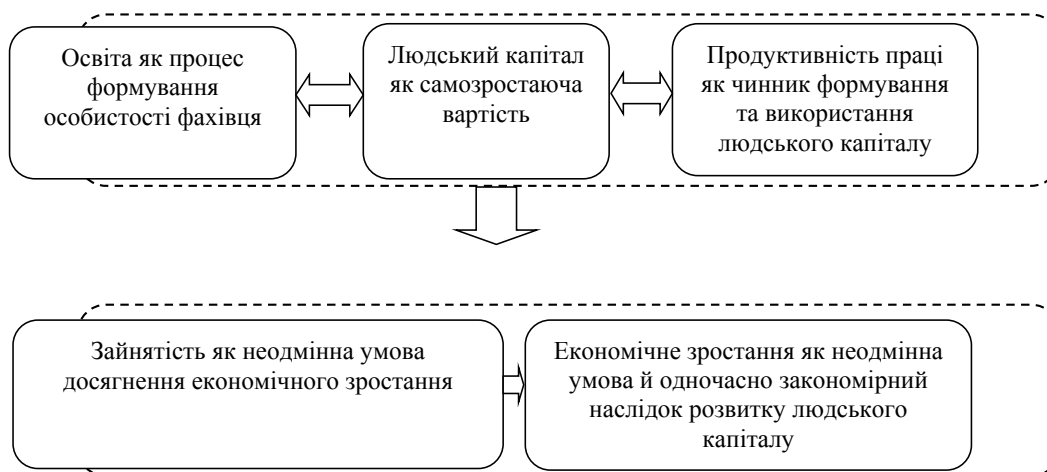 Освіта як процес
формування
особистості фахівця
Людський капітал
як самозростаюча
вартість
Продуктивність праці
як чинник формування
та використання
людського капіталу
Зайнятість як неодмінна умова
досягнення економічного зростання
Економічне зростання як неодмінна
умова й одночасно закономірний
наслідок розвитку людського
капіталу